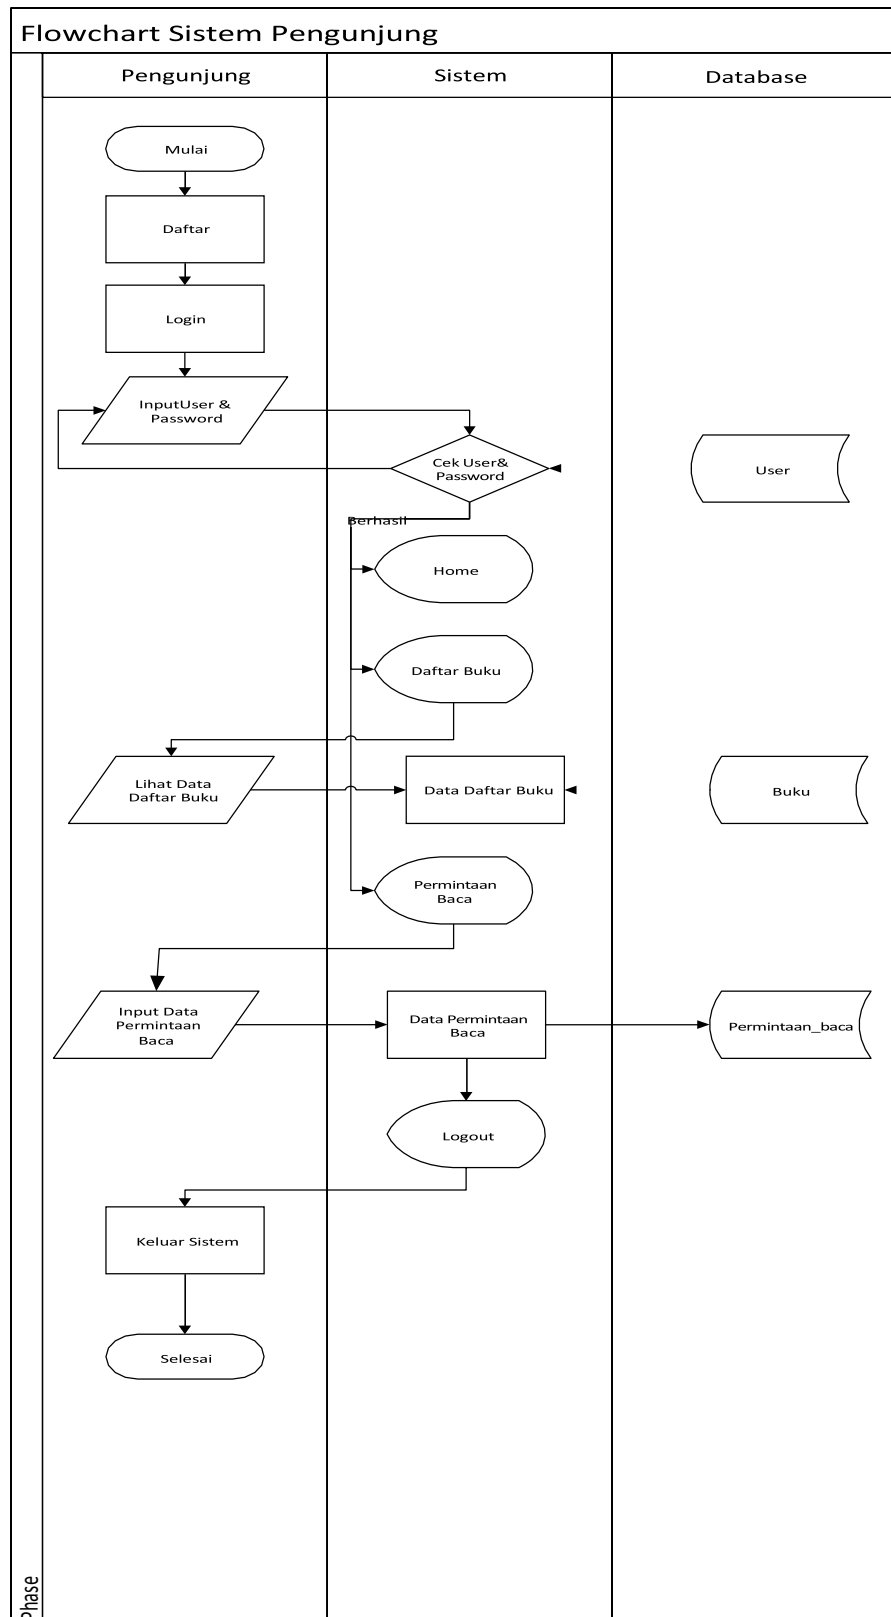 Flowchart Sistem Pengunjung
Pengunjung
Sistem
Database
Mulai
Daftar
Login
InputUser &
Password
Cek User&
Password
User
Berhasil
Home
Daftar Buku
Lihat Data
Daftar Buku
Data Daftar Buku
Buku
Permintaan
Baca
Input Data
Permintaan
Baca
Data Permintaan
Baca
Permintaan_baca
Logout
Keluar Sistem
Selesai
Phase